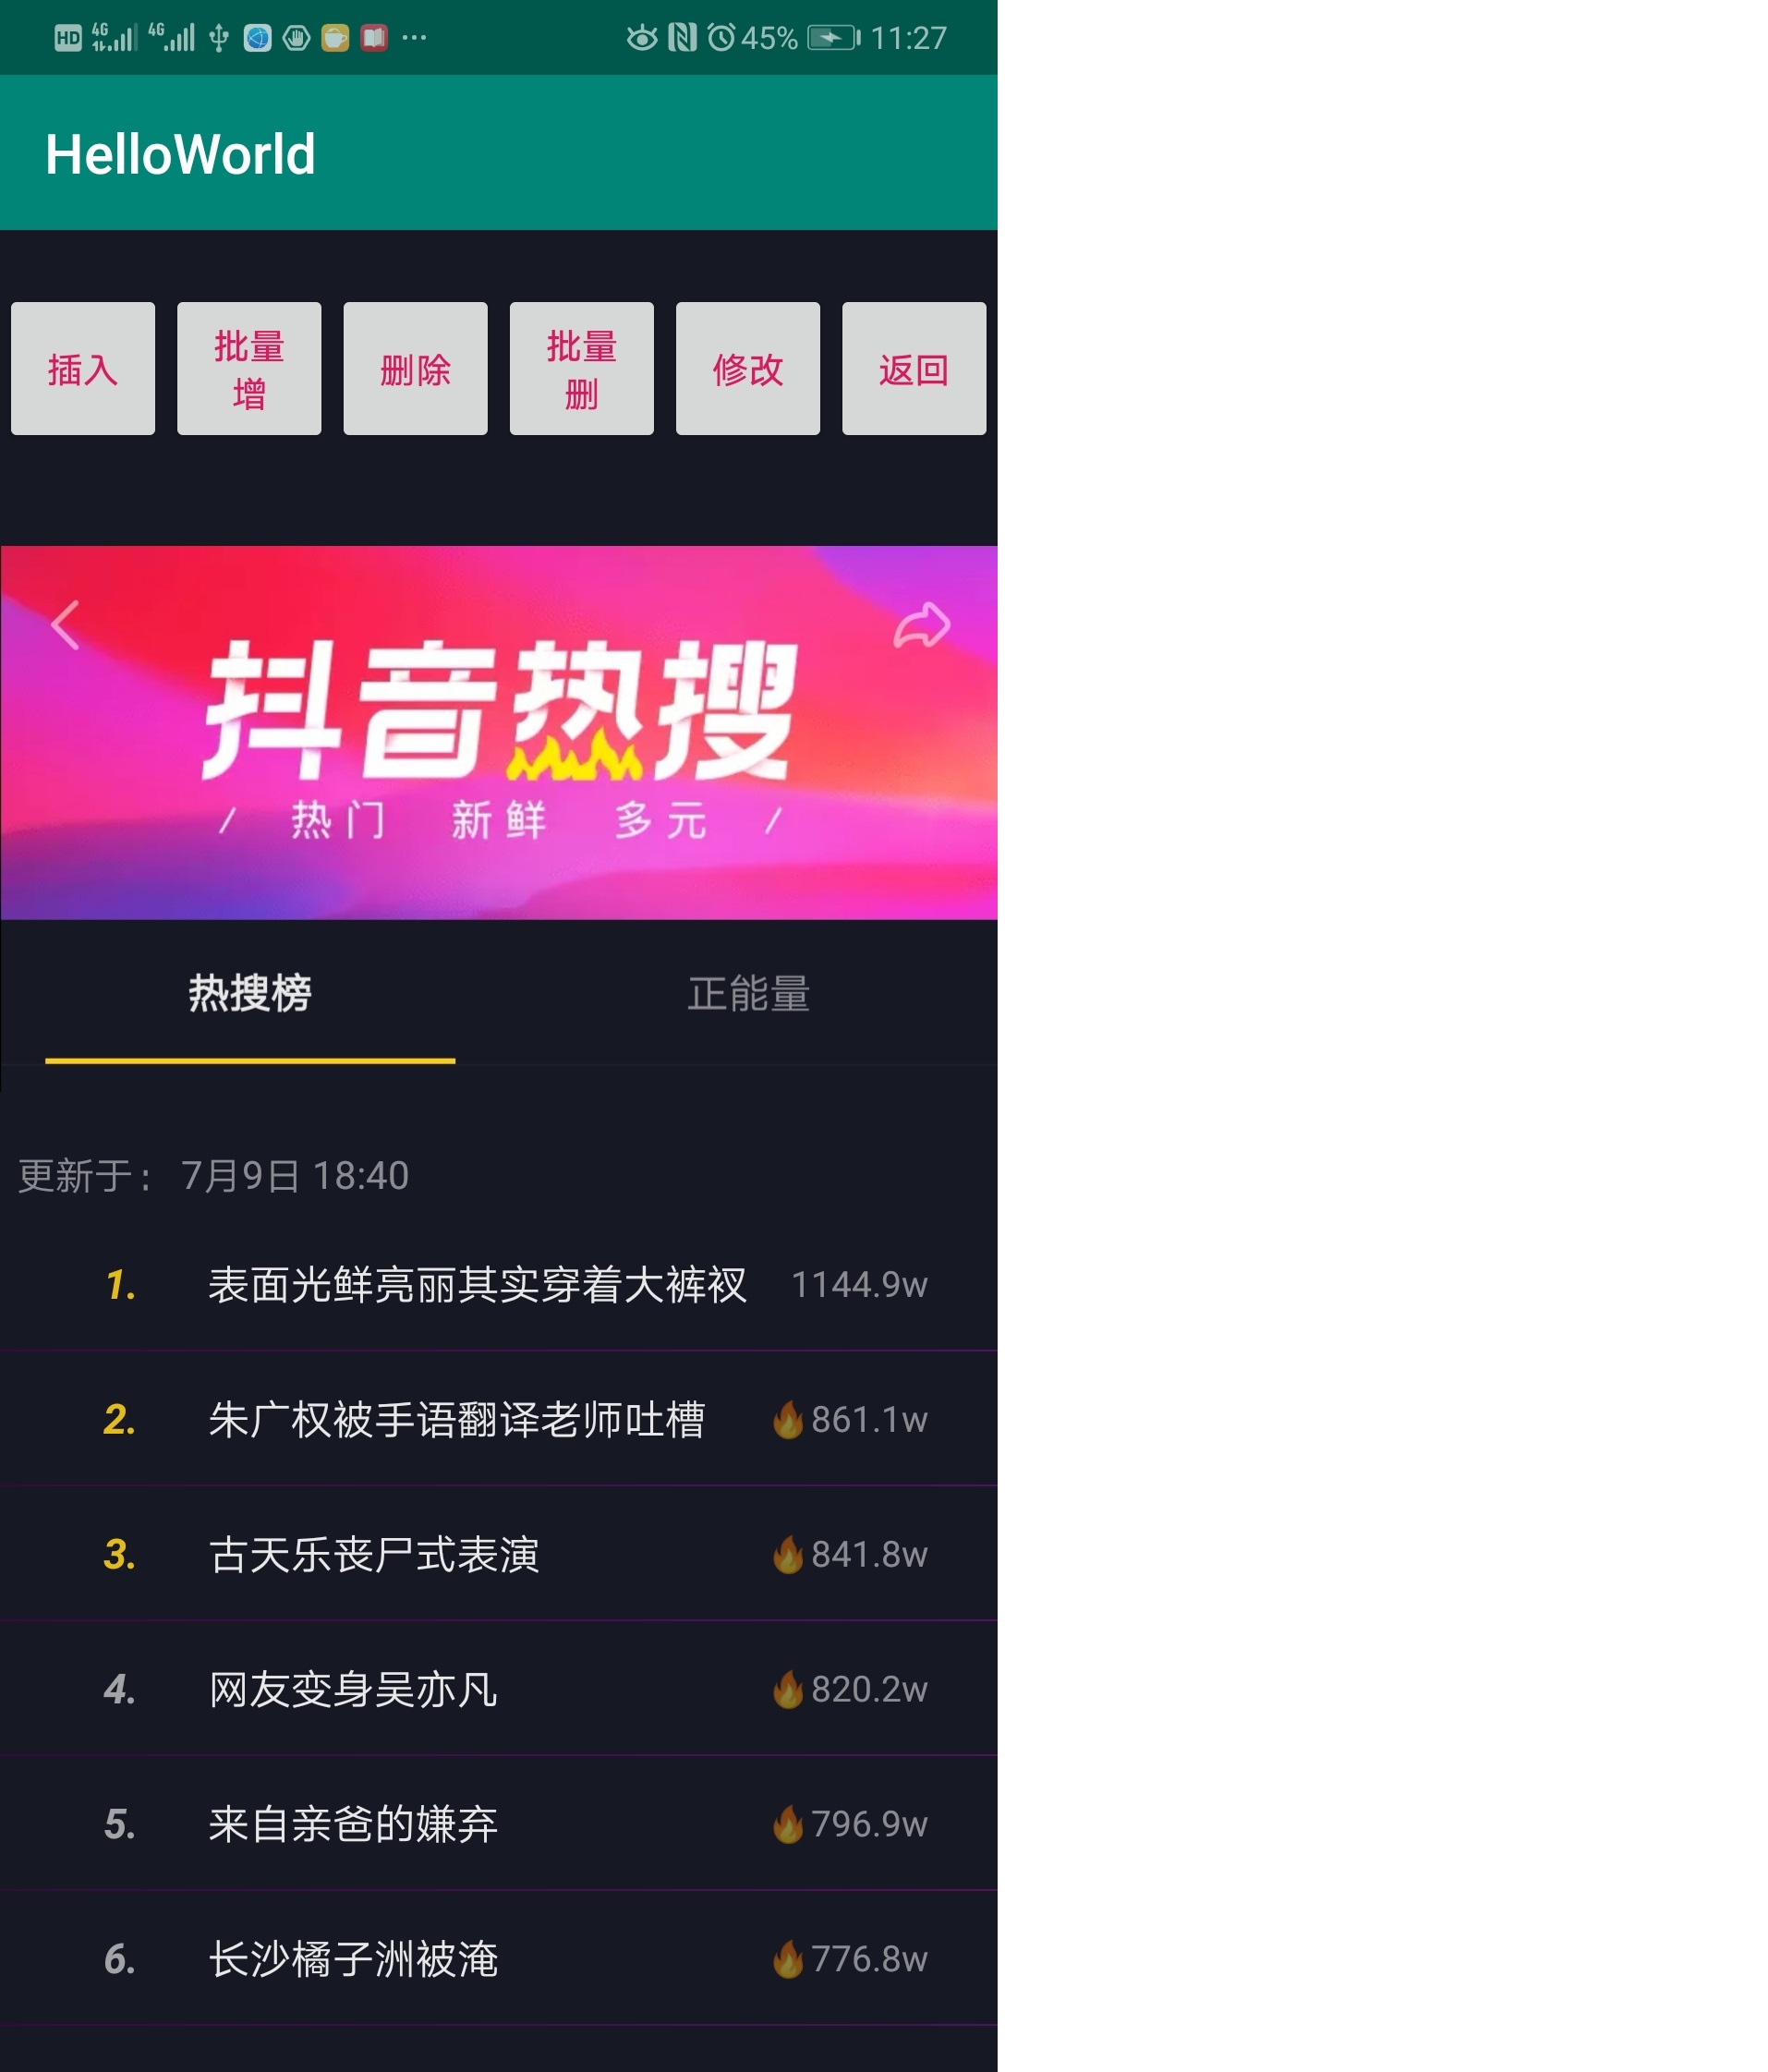 HD 4G 4G 45% 11:27
HelloWorld
插入 批量增 删除 批量删 修改 返回
抖音热搜
/ 热门 新鲜 多元 /
热搜榜 正能量
更新于: 7月9日 18:40
1. 表面光鲜亮丽其实穿着大裤衩 1144.9w
2. 朱广权被手语翻译老师吐槽 861.1w
3. 古天乐丧尸式表演 841.8w
4. 网友变身吴亦凡 820.2w
5. 来自亲爸的嫌弃 796.9w
6. 长沙橘子洲被淹 776.8w